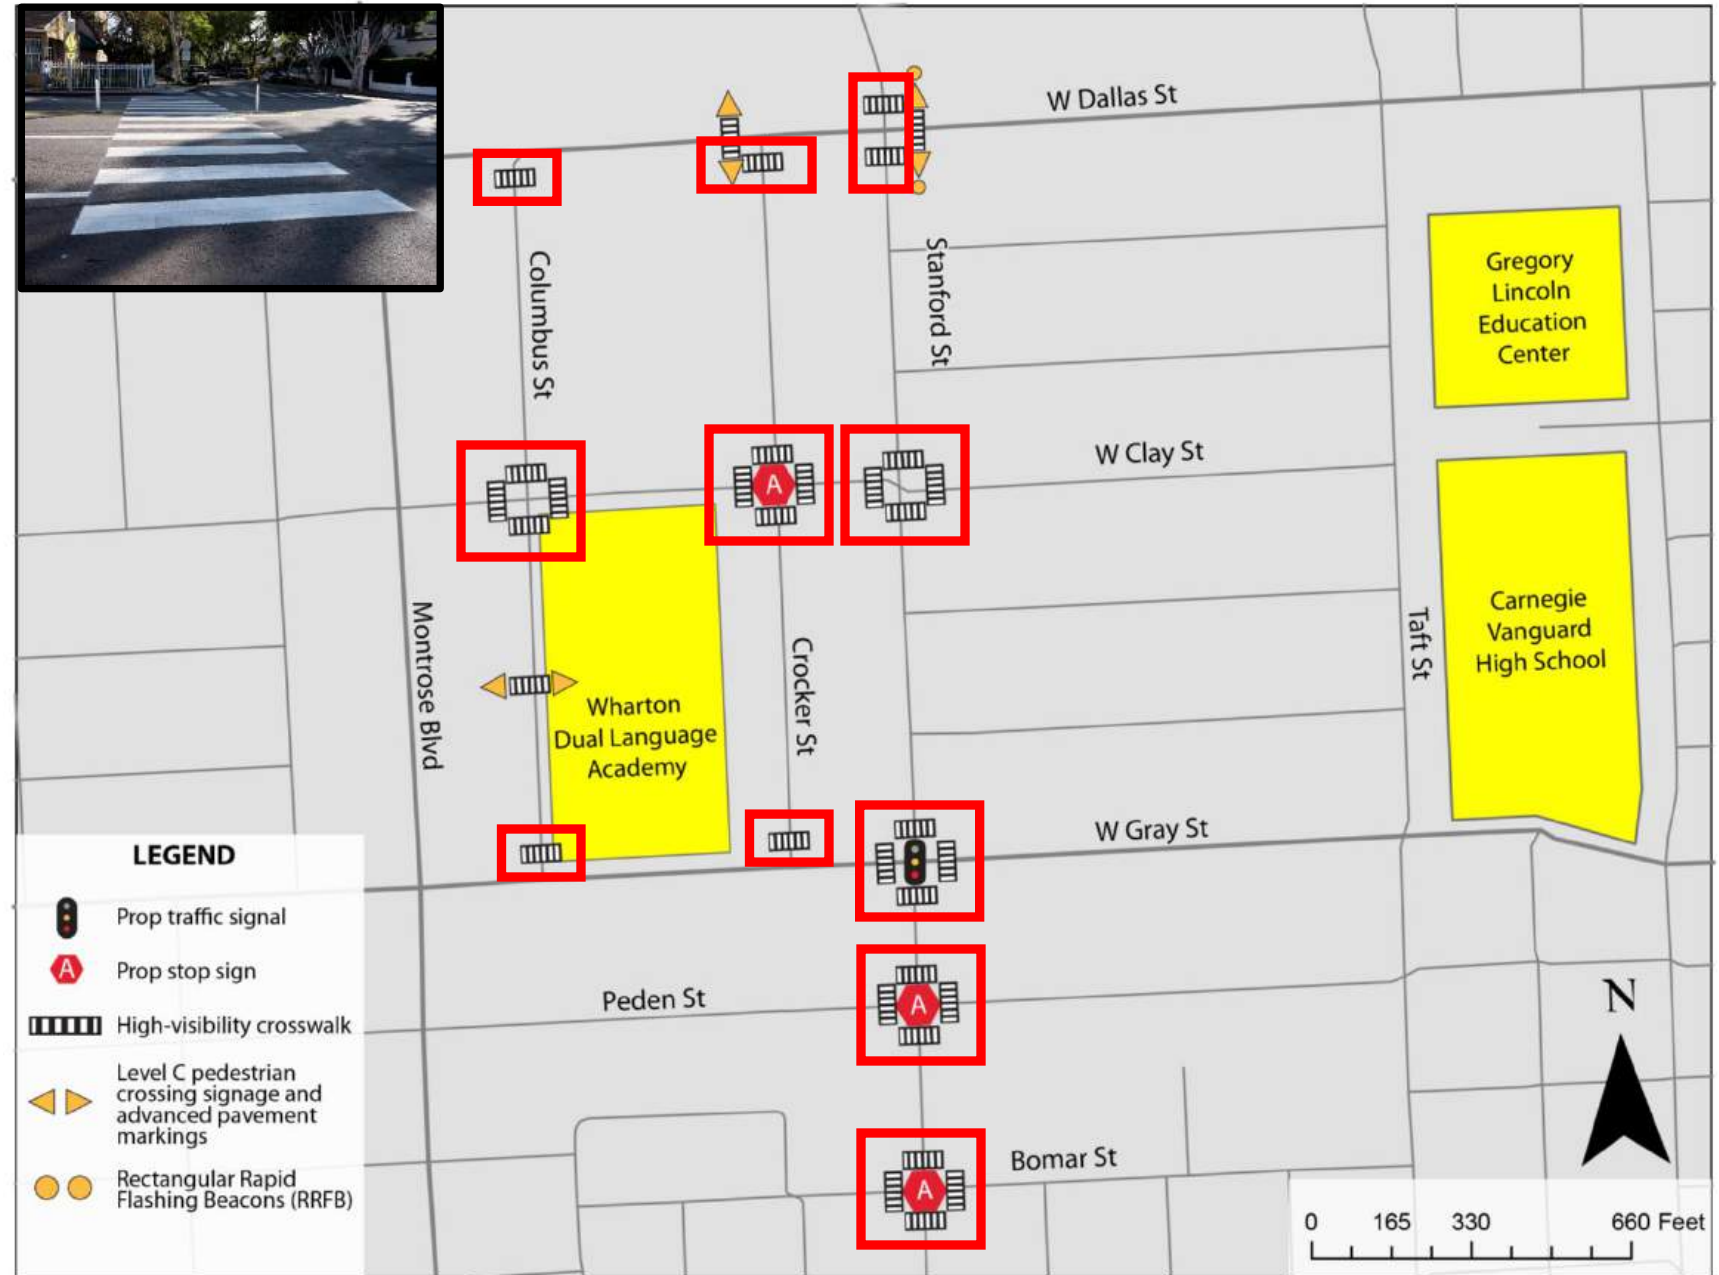 W Dallas St
Columbus St
Stanford St
Gregory
Lincoln
Education
Center
W Clay St
A
Montrose Blvd
Crocker St
Taft St
Carnegie
Vanguard
High School
Wharton
Dual Language
Academy
W Gray St
LEGEND
Prop traffic signal
A
Prop stop sign
High-visibility crosswalk
Level C pedestrian
crossing signage and
advanced pavement
markings
Rectangular Rapid
Flashing Beacons (RRFB)
Peden St
A
Bomar St
A
N
0 165 330 660 Feet